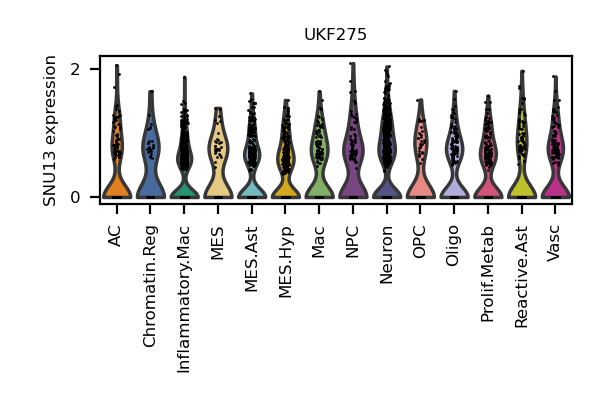 UKF275
SNU13 expression
2
0
AC
Chromatin.Reg
Inflammatory.Mac
MES
MES.Ast
MES.Hyp
Mac
NPC
Neuron
OPC
Oligo
Prolif.Metab
Reactive.Ast
Vasc